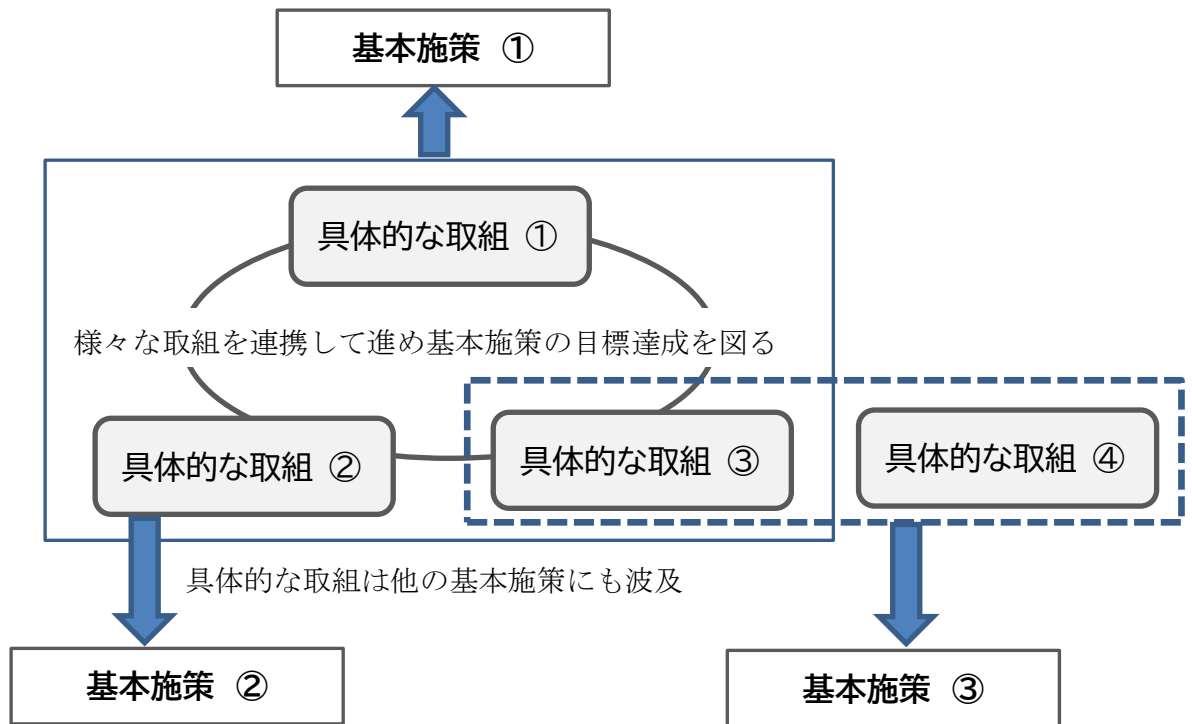 基本施策 ①
具体的な取組 ①
様々な取組を連携して進め基本施策の目標達成を図る
具体的な取組 ②
具体的な取組 ③
具体的な取組 ④
具体的な取組は他の基本施策にも波及
基本施策 ②
基本施策 ③